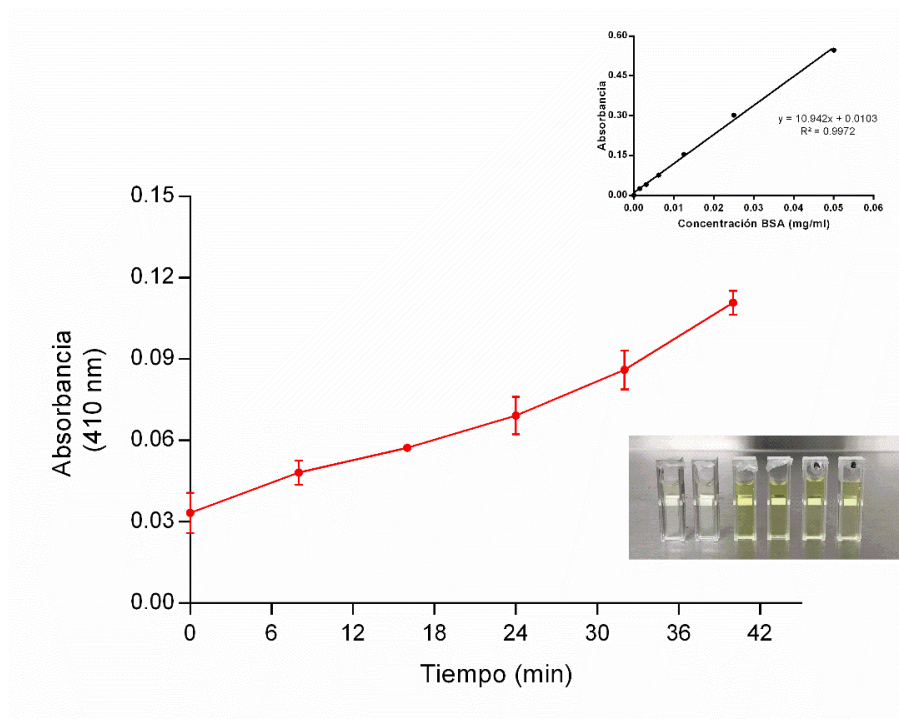 0.60
0.45
0.30
0.15
0.00
Absorbancia
y = 10.942x + 0.0103
R² = 0.9972
0.00 0.01 0.02 0.03 0.04 0.05 0.06
Concentración BSA (mg/ml)
0.15
0.12
0.09
0.06
0.03
0.00
Absorbancia
(410 nm)
0 6 12 18 24 30 36 42
Tiempo (min)